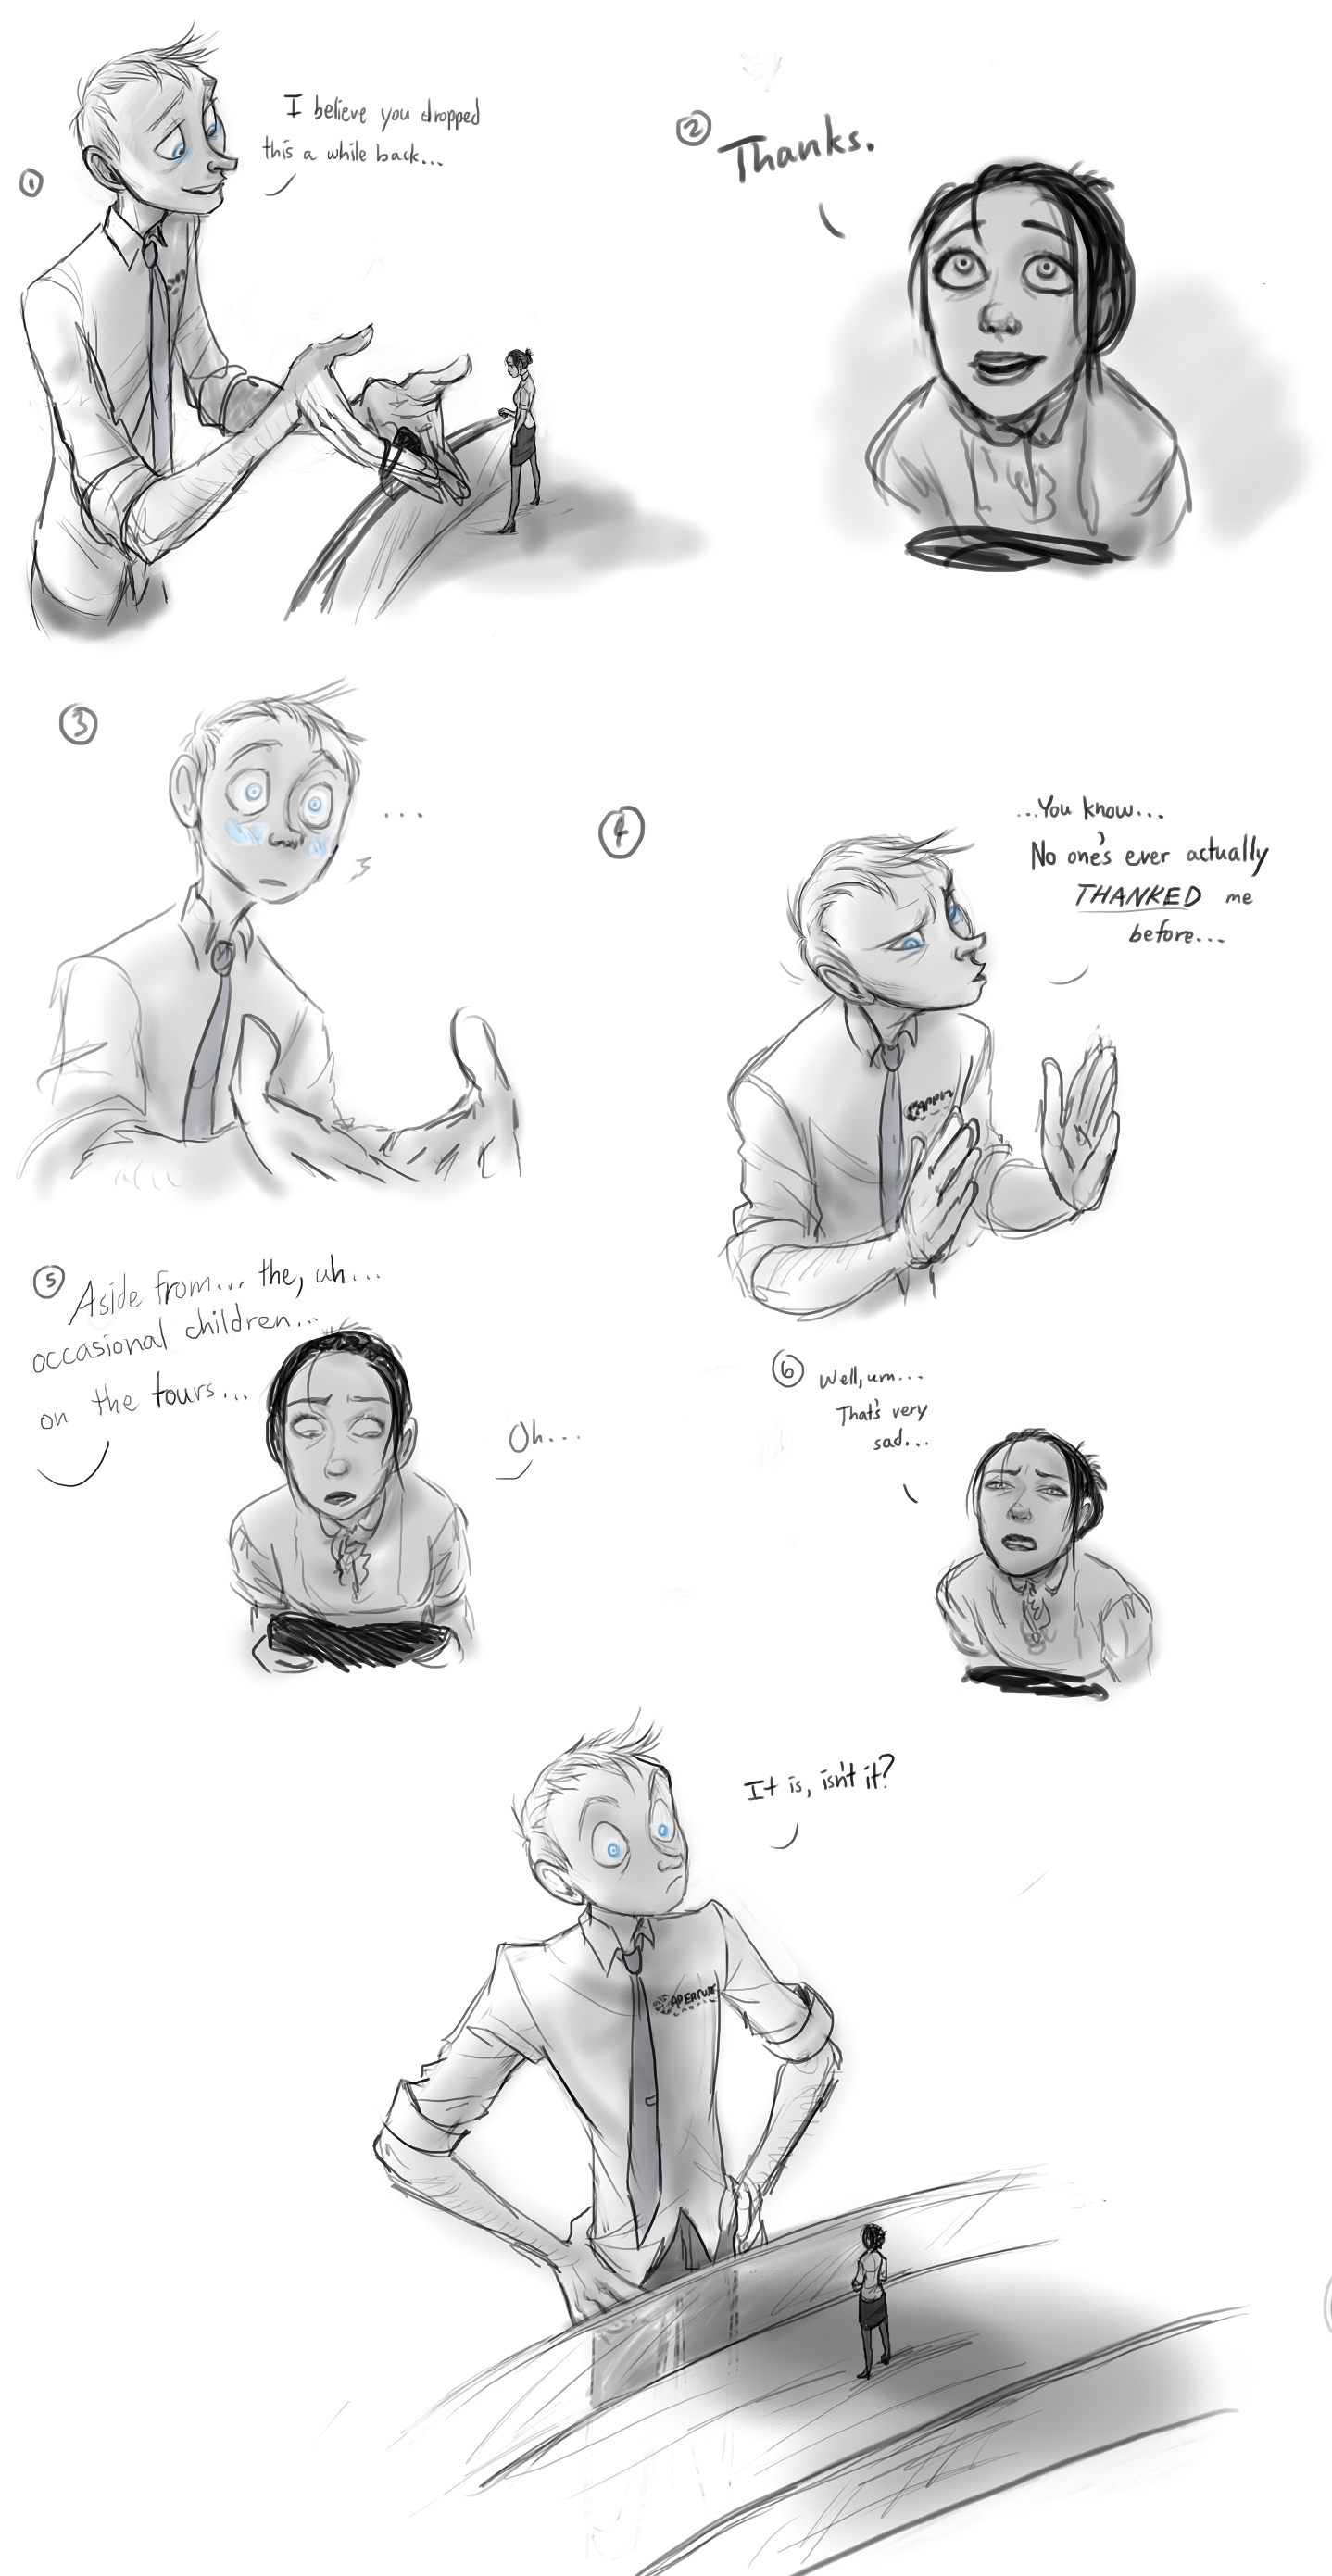 ①
I believe you dropped
this a while back...
②
Thanks.
③
...
④
...You know...
No one's ever actually
THANKED me
before...
⑤
Aside from... the, uh...
occasional children...
on the tours...
Oh...
⑥
Well, um...
That's very
sad...
It is, isn't it?
APERTURE